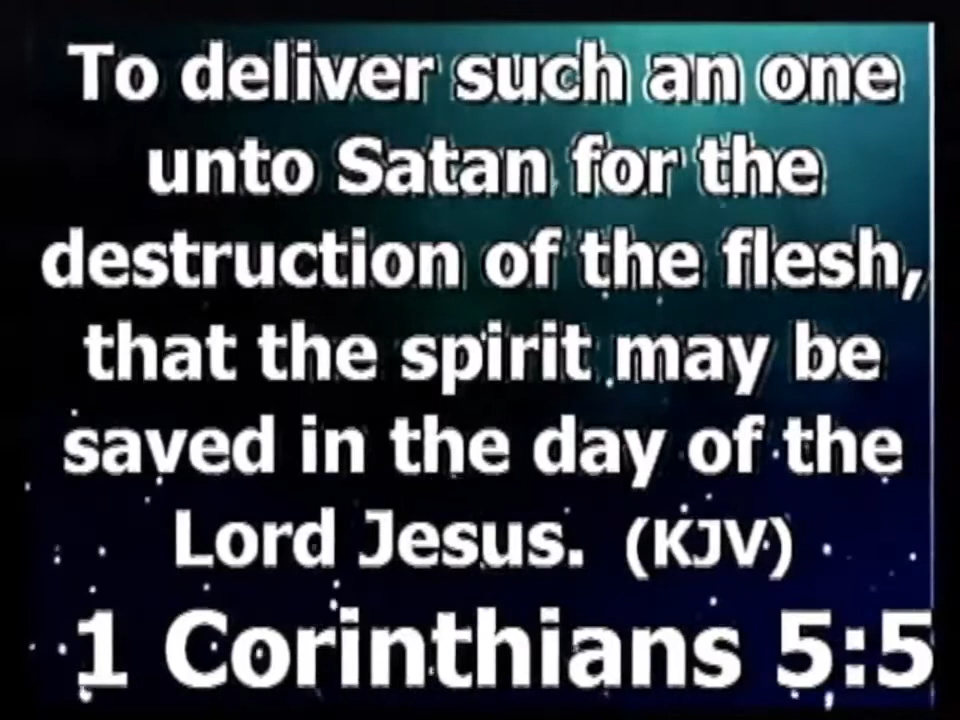 To deliver such an one
unto Satan for the
destruction of the flesh,
that the spirit may be
saved in the day of the
Lord Jesus. (KJV)
1 Corinthians 5:5